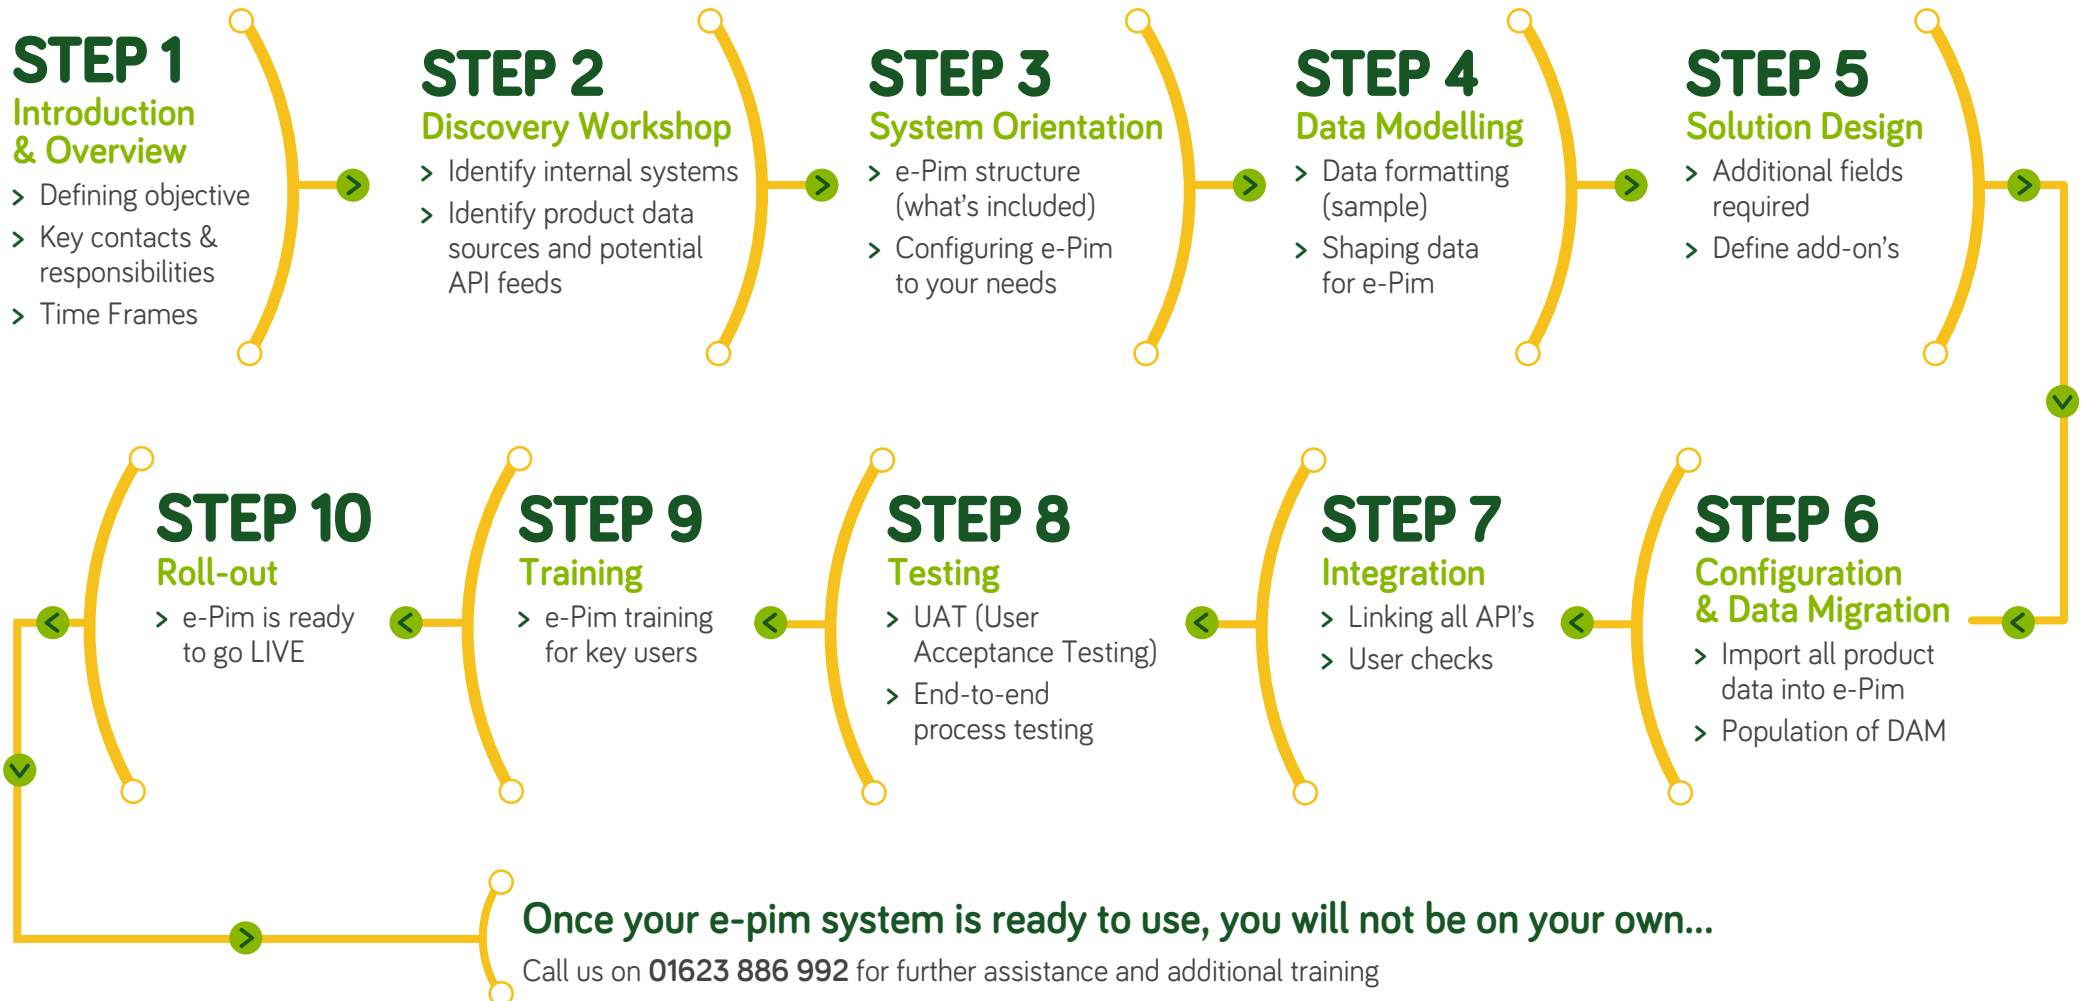 STEP 1
Introduction
& Overview
> Defining objective
> Key contacts &
responsibilities
> Time Frames
STEP 2
Discovery Workshop
> Identify internal systems
> Identify product data
sources and potential
API feeds
STEP 3
System Orientation
> e-Pim structure
(what's included)
> Configuring e-Pim
to your needs
STEP 4
Data Modelling
> Data formatting
(sample)
> Shaping data
for e-Pim
STEP 5
Solution Design
> Additional fields
required
> Define add-on's
STEP 6
Configuration
& Data Migration
> Import all product
data into e-Pim
> Population of DAM
STEP 7
Integration
> Linking all API's
> User checks
STEP 8
Testing
> UAT (User
Acceptance Testing)
> End-to-end
process testing
STEP 9
Training
> e-Pim training
for key users
STEP 10
Roll-out
> e-Pim is ready
to go LIVE
Once your e-pim system is ready to use, you will not be on your own...
Call us on 01623 886 992 for further assistance and additional training